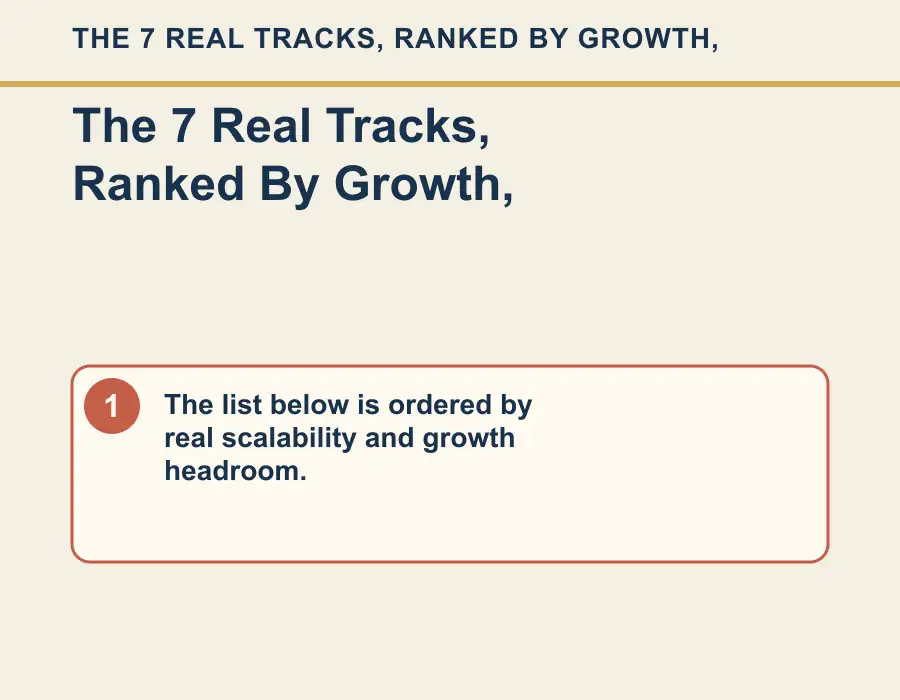 THE 7 REAL TRACKS, RANKED BY GROWTH,
The 7 Real Tracks,
Ranked By Growth,
1
The list below is ordered by
real scalability and growth
headroom.